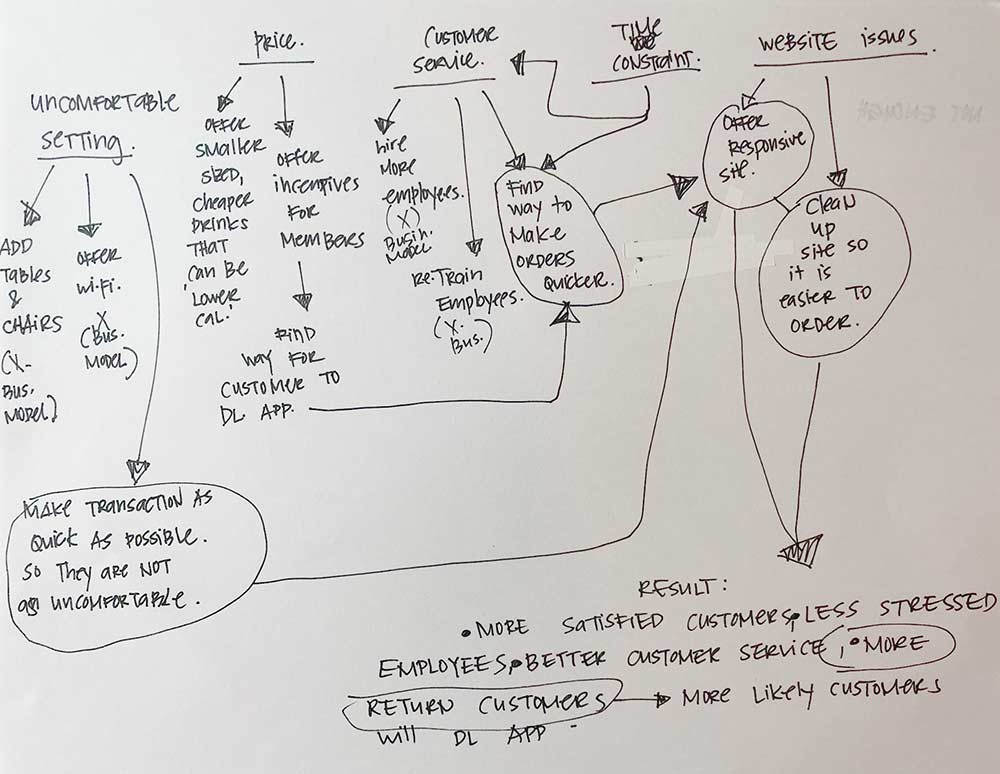 PRICE.
CUSTOMER
SERVICE.
TIME
CONSTRAINT.
WEBSITE ISSUES.
UNCOMFORTABLE
SETTING.
ADD
TABLES
&
CHAIRS
(X-
BUS.
MODEL)
OFFER
WI-FI.
X
(BUS.
MODEL)
MAKE TRANSACTION AS
QUICK AS POSSIBLE.
SO THEY ARE NOT
UNCOMFORTABLE.
OFFER
SMALLER
SIZED,
CHEAPER
DRINKS
THAT
CAN BE
'LOWER
CAL.'
OFFER
INCENTIVES
FOR
MEMBERS
FIND
WAY FOR
CUSTOMER TO
DL APP.
HIRE
MORE
EMPLOYEES.
(X)
BUSIN.
MODEL
RE-TRAIN
EMPLOYEES.
(X.
BUS.)
FIND
WAY TO
MAKE
ORDERS
QUICKER.
OFFER
RESPONSIVE
SITE.
CLEAN
UP
SITE SO
IT IS
EASIER TO
ORDER.
NOT ENOUGH
RESULT:
• MORE SATISFIED CUSTOMERS, • LESS STRESSED
EMPLOYEES, • BETTER CUSTOMER SERVICE, • MORE
RETURN CUSTOMERS → MORE LIKELY CUSTOMERS
WILL DL APP.